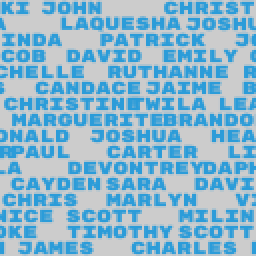 KI JOHN CHRIST
A LAQUESHA JOSHU
INDA PATRICK J
COB DAVID EMILY
CHELLE RUTHANNE
S CANDACE JAIME B
CHRISTINE TWILA LEA
MARGUERITE BRANDO
ONALD JOSHUA HEA
PAUL CARTER LI
LA DEVONTREY DAPH
CAYDEN SARA DAVI
CHRIS MARLYN VI
NICE SCOTT MILIN
OKE TIMOTHY SCOTT
JAMES CHARLES